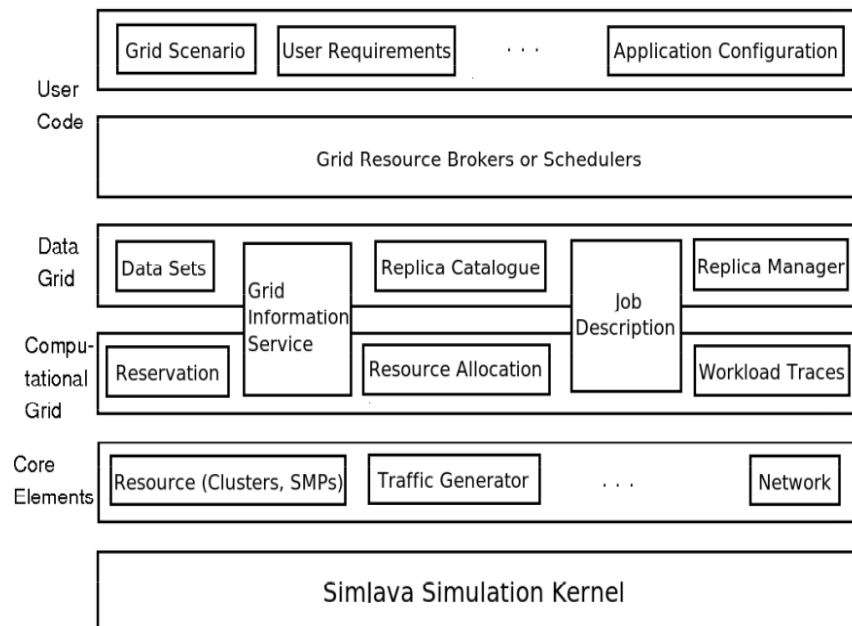 Grid Scenario
User Requirements
. . .
Application Configuration
User
Code
Grid Resource Brokers or Schedulers
Data
Grid
Data Sets
Grid
Information
Service
Replica Catalogue
Job
Description
Replica Manager
Compu-
tational
Grid
Reservation
Resource Allocation
Workload Traces
Core
Elements
Resource (Clusters, SMPs)
Traffic Generator
. . .
Network
SimJava Simulation Kernel